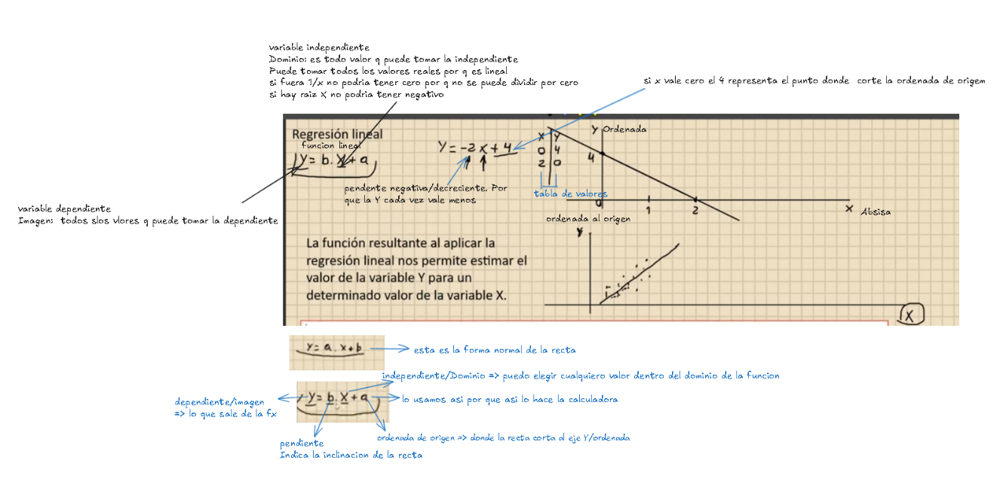 variable independiente
Dominio: es todo valor q puede tomar la independiente
Puede tomar todos los valores reales por q es lineal
si fuera 1/x no podria tener cero por q no se puede dividir por cero
si hay raiz X no podria tener negativo
si x vale cero el 4 representa el punto donde corte la ordenada de origem
Regresión lineal
funcion lineal
Y = b. X + a
Y = -2 X + 4
X Y
0 4
2 0
tabla de valores
pendente negativa/decreciente. Por
que la Y cada vez vale menos
Y Ordenada
4
0 1 2
X Absisa
ordenada al origen
variable dependiente
Imagen: todos slos vlores q puede tomar la dependiente
La función resultante al aplicar la
regresión lineal nos permite estimar el
valor de la variable Y para un
determinado valor de la variable X.
Y
X
Y = a. x + b
esta es la forma normal de la recta
independiente/Dominio => puedo elegir cualquiero valor dentro del dominio de la funcion
Y = b. X + a
lo usamos asi por que asi lo hace la calculadora
dependiente/imagen
=> lo que sale de la fx
pendiente
Indica la inclinacion de la recta
ordenada de origen => donde la recta corta al eje Y/ordenada